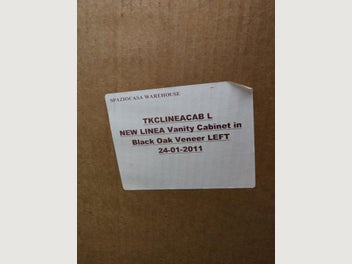 SPAZIOCASA WAREHOUSE
TKCLINEACAB L
NEW LINEA Vanity Cabinet in
Black Oak Veneer LEFT
24-01-2011